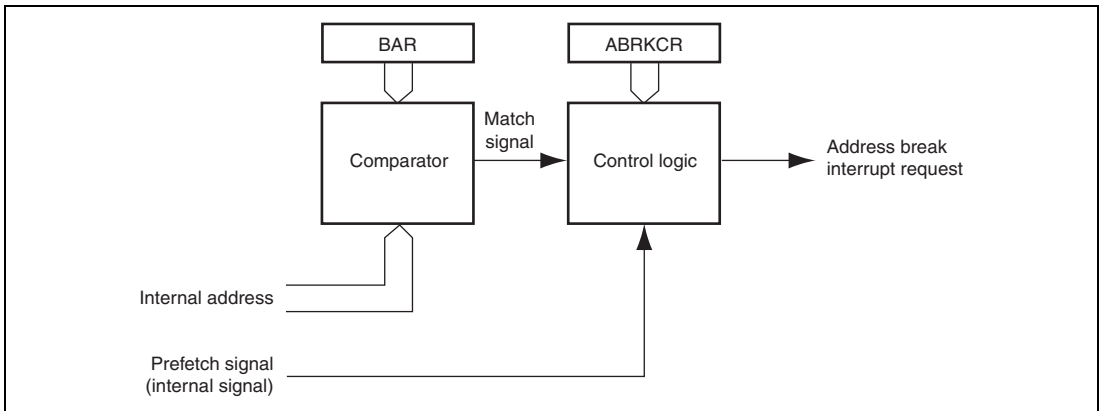 BAR
ABRKCR
Match
signal
Comparator
Control logic
Address break
interrupt request
Internal address
Prefetch signal
(internal signal)